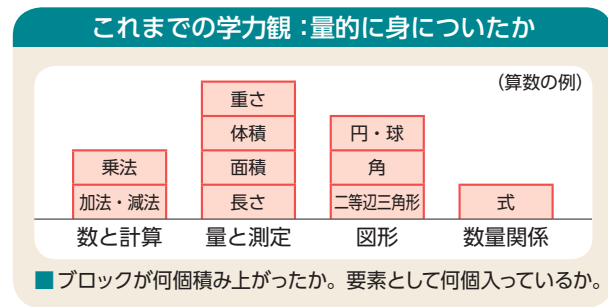 これまでの学力観：量的に身についたか
（算数の例）
重さ
体積
円・球
乗法
面積
角
加法・減法
長さ
二等辺三角形
式
数と計算
量と測定
図形
数量関係
■ブロックが何個積み上がったか。要素として何個入っているか。